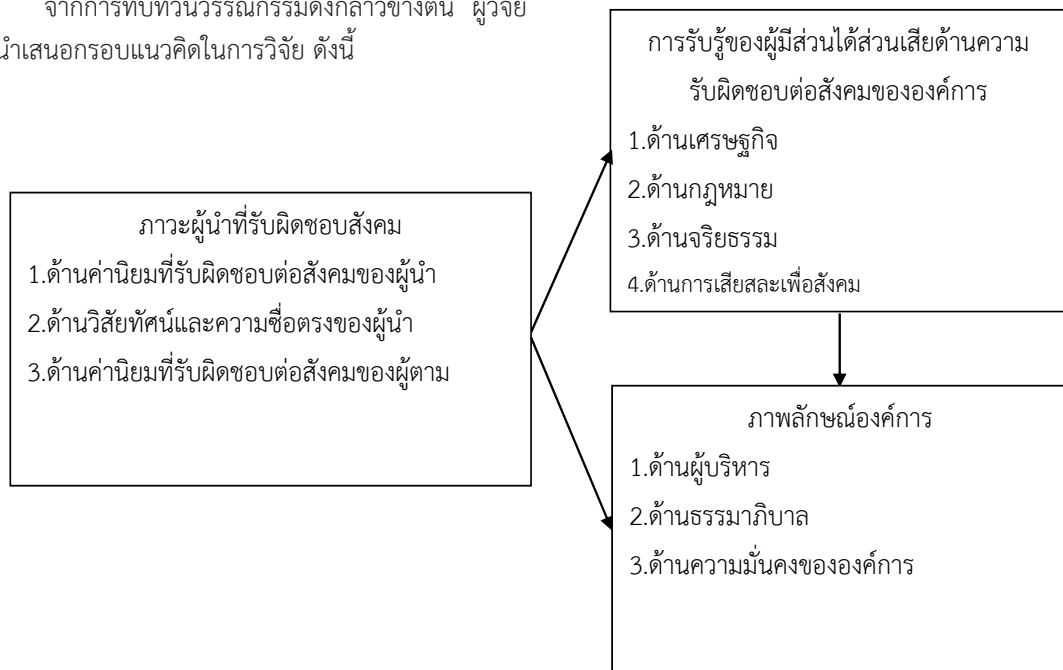 จากการทบทวนวรรณกรรมดังกล่าวข้างต้น ผู้วิจัย
นำเสนอกรอบแนวคิดในการวิจัย ดังนี้
ภาวะผู้นำที่รับผิดชอบสังคม
1.ด้านค่านิยมที่รับผิดชอบต่อสังคมของผู้นำ
2.ด้านวิสัยทัศน์และความซื่อตรงของผู้นำ
3.ด้านค่านิยมที่รับผิดชอบต่อสังคมของผู้ตาม
การรับรู้ของผู้มีส่วนได้ส่วนเสียด้านความ
รับผิดชอบต่อสังคมขององค์การ
1.ด้านเศรษฐกิจ
2.ด้านกฎหมาย
3.ด้านจริยธรรม
4.ด้านการเสียสละเพื่อสังคม
ภาพลักษณ์องค์การ
1.ด้านผู้บริหาร
2.ด้านธรรมาภิบาล
3.ด้านความมั่นคงขององค์การ